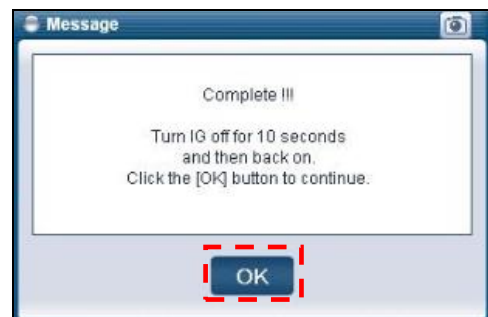 Message
Complete !!!
Turn IG off for 10 seconds
and then back on.
Click the [OK] button to continue.
OK